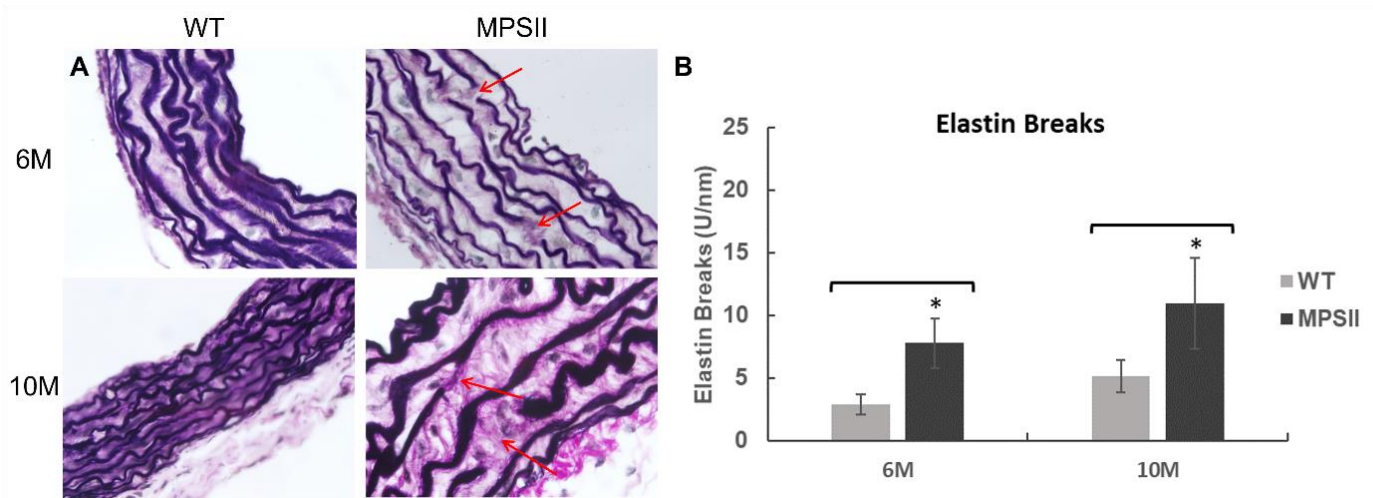 WT
MPSII
A
6M
10M
B
Elastin Breaks
Elastin Breaks (U/nm)
25
20
15
10
5
0
*
*
6M
10M
WT
MPSII